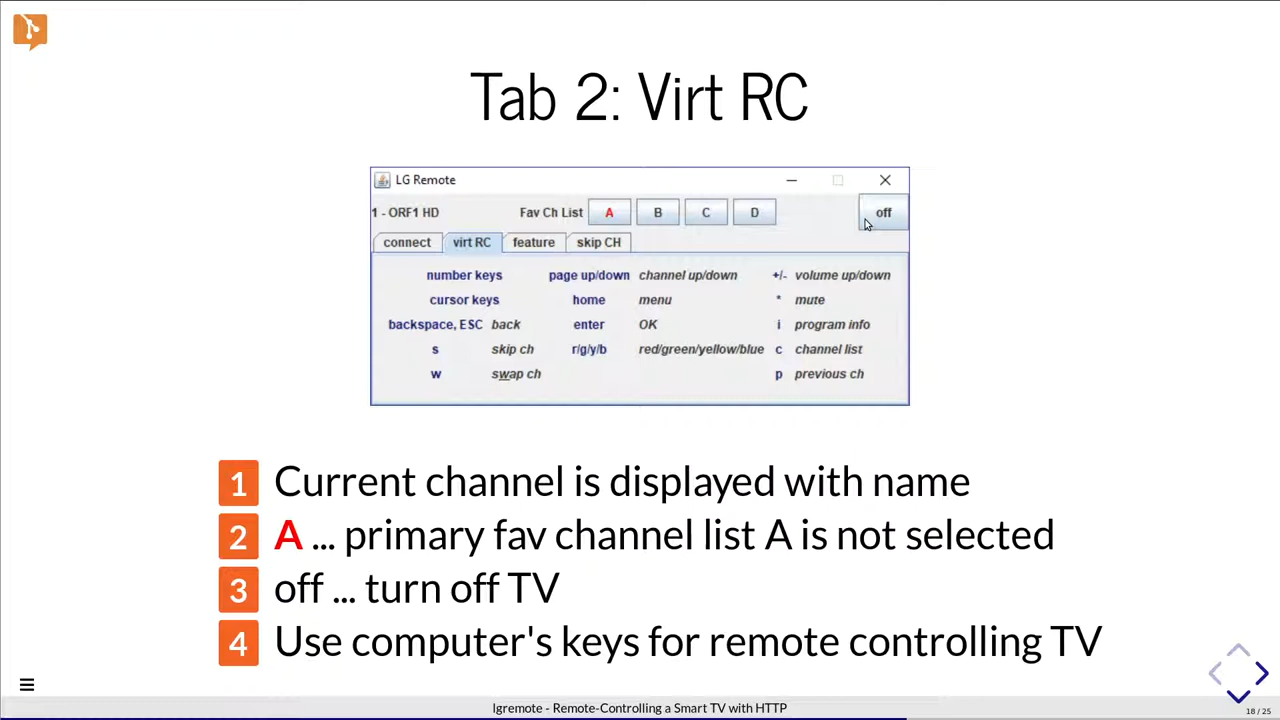 Tab 2: Virt RC
LG Remote
1 - ORF1 HD Fav Ch List A B C D off
connect virt RC feature skip CH
number keys page up/down channel up/down +/- volume up/down
cursor keys home menu * mute
backspace, ESC back enter OK i program info
s skip ch r/g/y/b red/green/yellow/blue c channel list
w swap ch p previous ch
1 Current channel is displayed with name
2 A ... primary fav channel list A is not selected
3 off ... turn off TV
4 Use computer's keys for remote controlling TV
lgremote - Remote-Controlling a Smart TV with HTTP
18 / 25